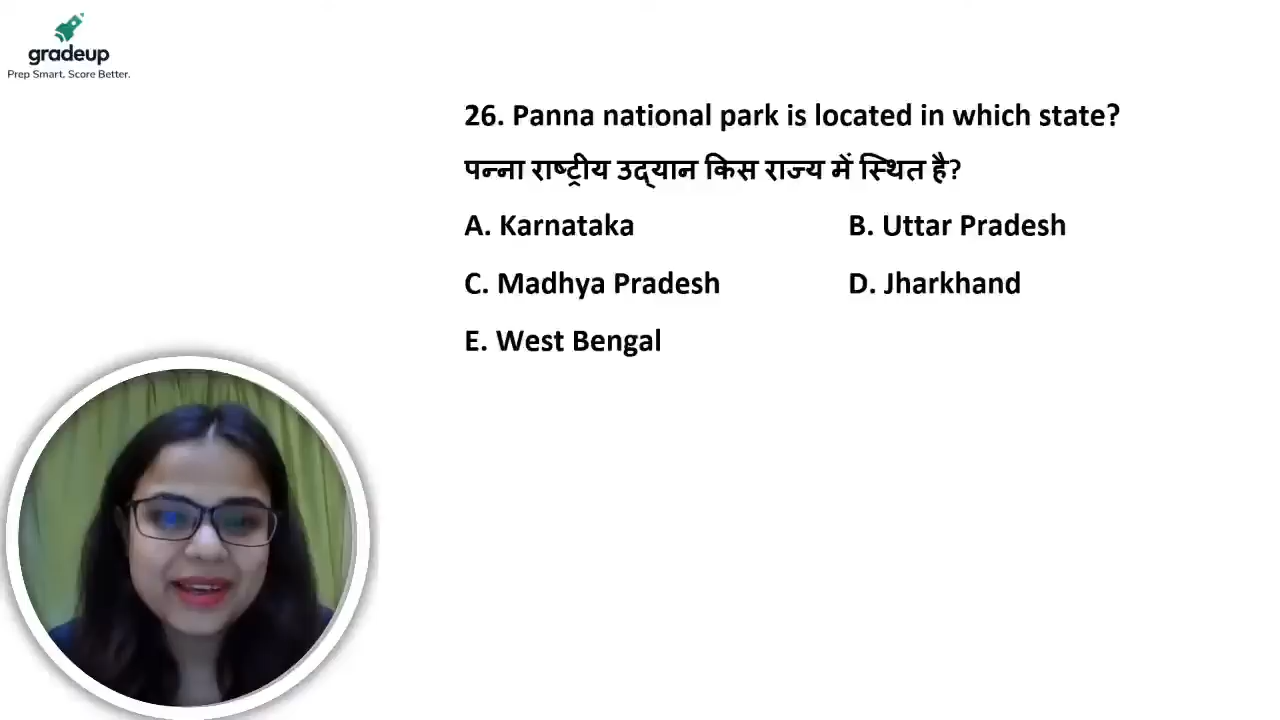 gradeup
Prep Smart. Score Better.
26. Panna national park is located in which state?
पन्ना राष्ट्रीय उद्यान किस राज्य में स्थित है?
A. Karnataka B. Uttar Pradesh
C. Madhya Pradesh D. Jharkhand
E. West Bengal